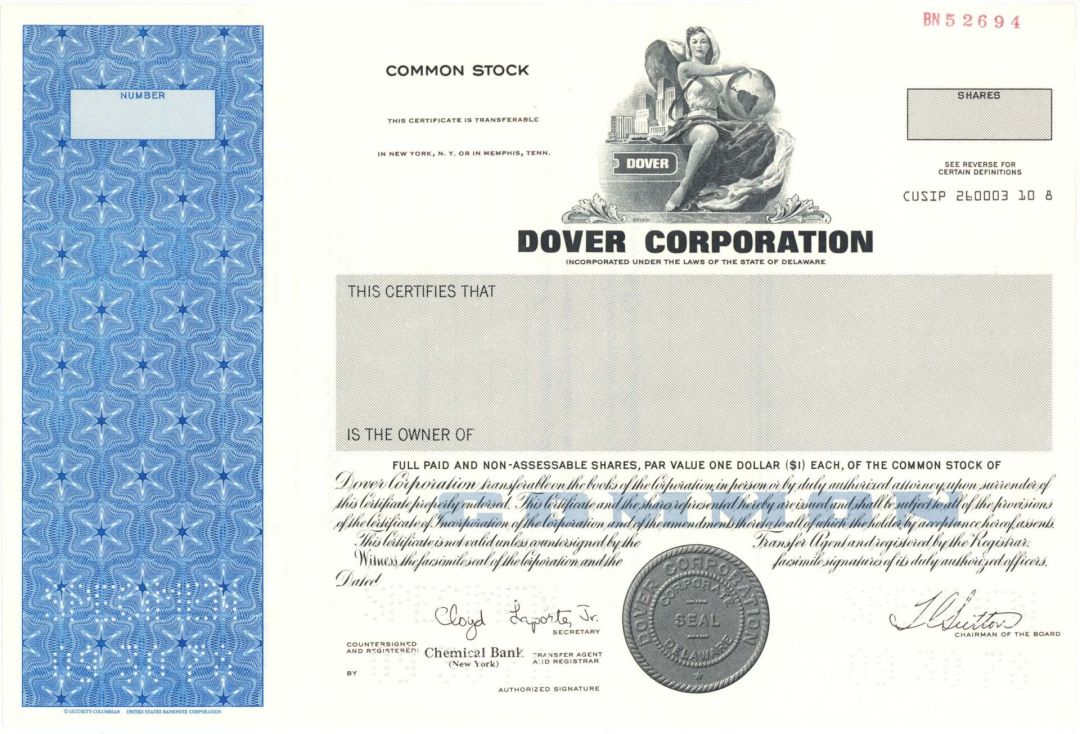 BN52694
COMMON STOCK
NUMBER
SHARES
THIS CERTIFICATE IS TRANSFERABLE
IN NEW YORK, N. Y. OR IN MEMPHIS, TENN.
DOVER
SEE REVERSE FOR
CERTAIN DEFINITIONS
CUSIP 260003 10 8
DOVER CORPORATION
INCORPORATED UNDER THE LAWS OF THE STATE OF DELAWARE
THIS CERTIFIES THAT
IS THE OWNER OF
FULL PAID AND NON-ASSESSABLE SHARES, PAR VALUE ONE DOLLAR ($1) EACH, OF THE COMMON STOCK OF
Dover Corporation transferable on the books of the Corporation, in person or by duly authorized attorney, upon surrender of
this Certificate properly endorsed. This Certificate and the shares represented hereby are issued and shall be subject to all of the provisions
of the Certificate of Incorporation of the Corporation and of the amendments thereto, to all of which the holder, by acceptance hereof, assents.
COMMON
This Certificate is not valid unless countersigned by the Transfer Agent and registered by the Registrar.
Witness, the facsimile seal of the Corporation and the facsimile signatures of its duly authorized officers.
Dated
DOVER CORPORATION
CORPORATE
SEAL
DELAWARE
Cloyd Laporte, Jr.
SECRETARY
CHAIRMAN OF THE BOARD
COUNTERSIGNED
AND REGISTERED:
Chemical Bank
(New York)
TRANSFER AGENT
AND REGISTRAR
BY
AUTHORIZED SIGNATURE
© SECURITY-COLUMBIAN UNITED STATES BANKNOTE CORPORATION